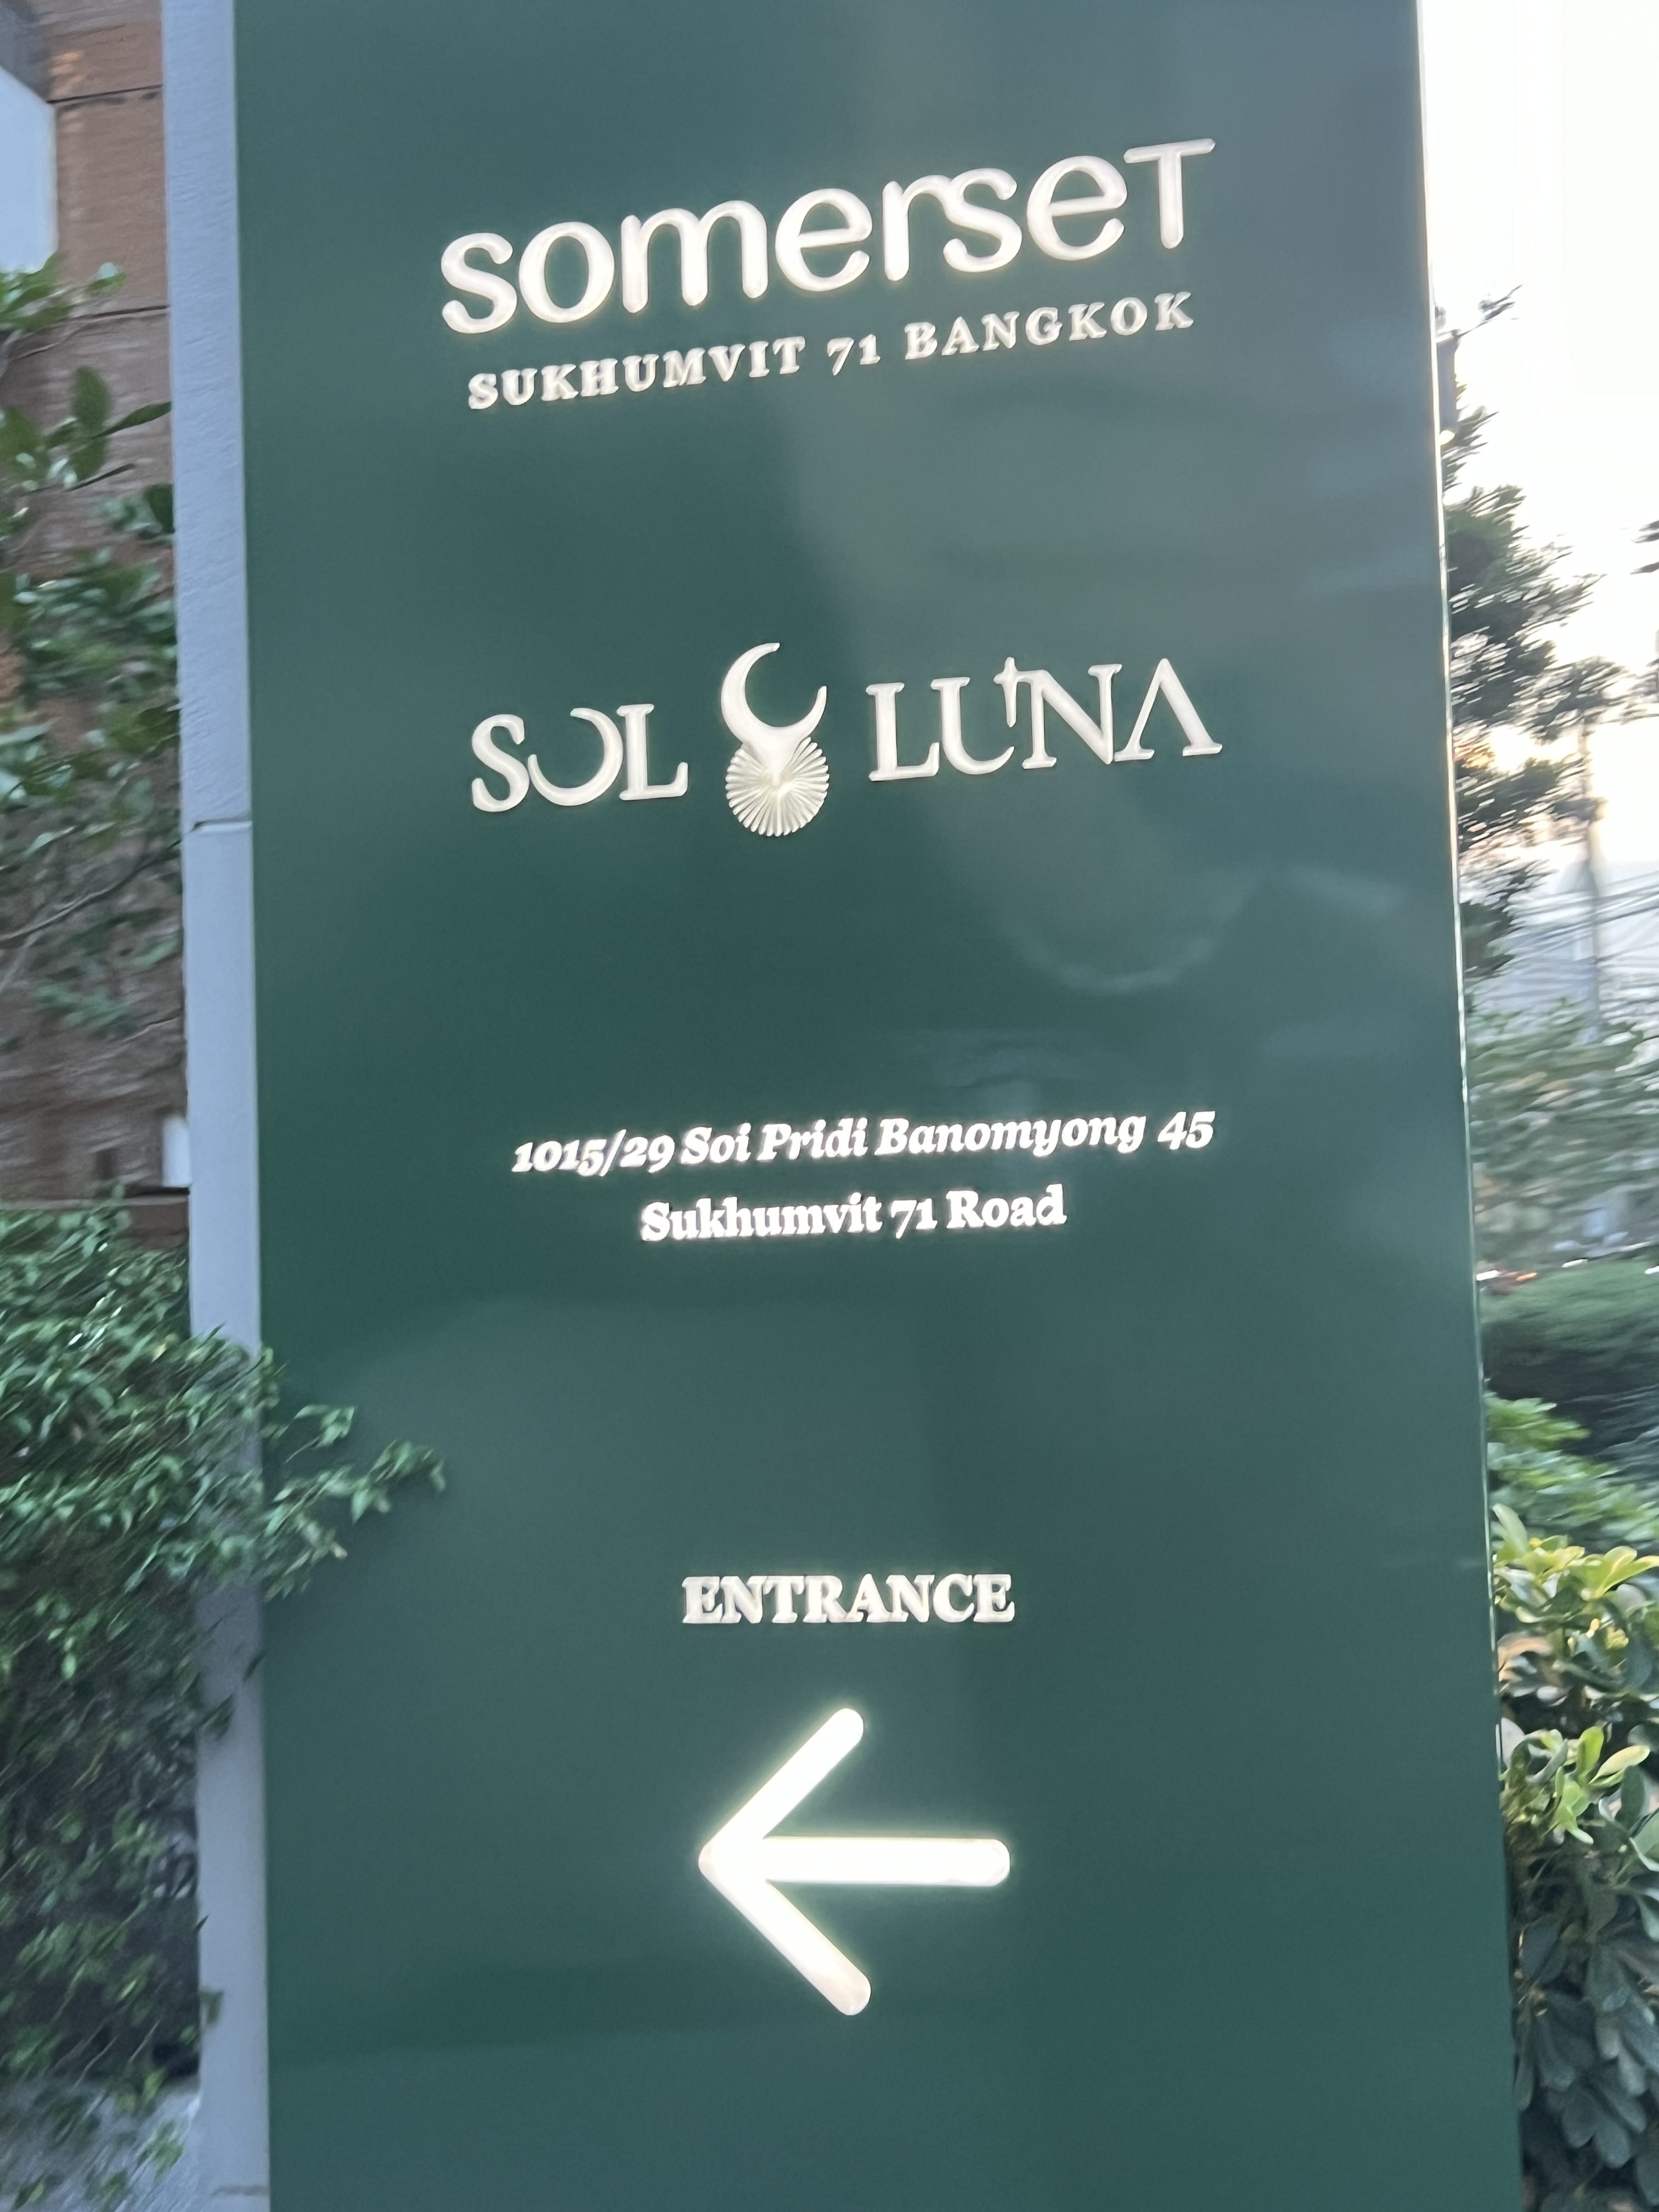 somerset
SUKHUMVIT 71 BANGKOK
SOL LUNA
1015/29 Soi Pridi Banomyong 45
Sukhumvit 71 Road
ENTRANCE